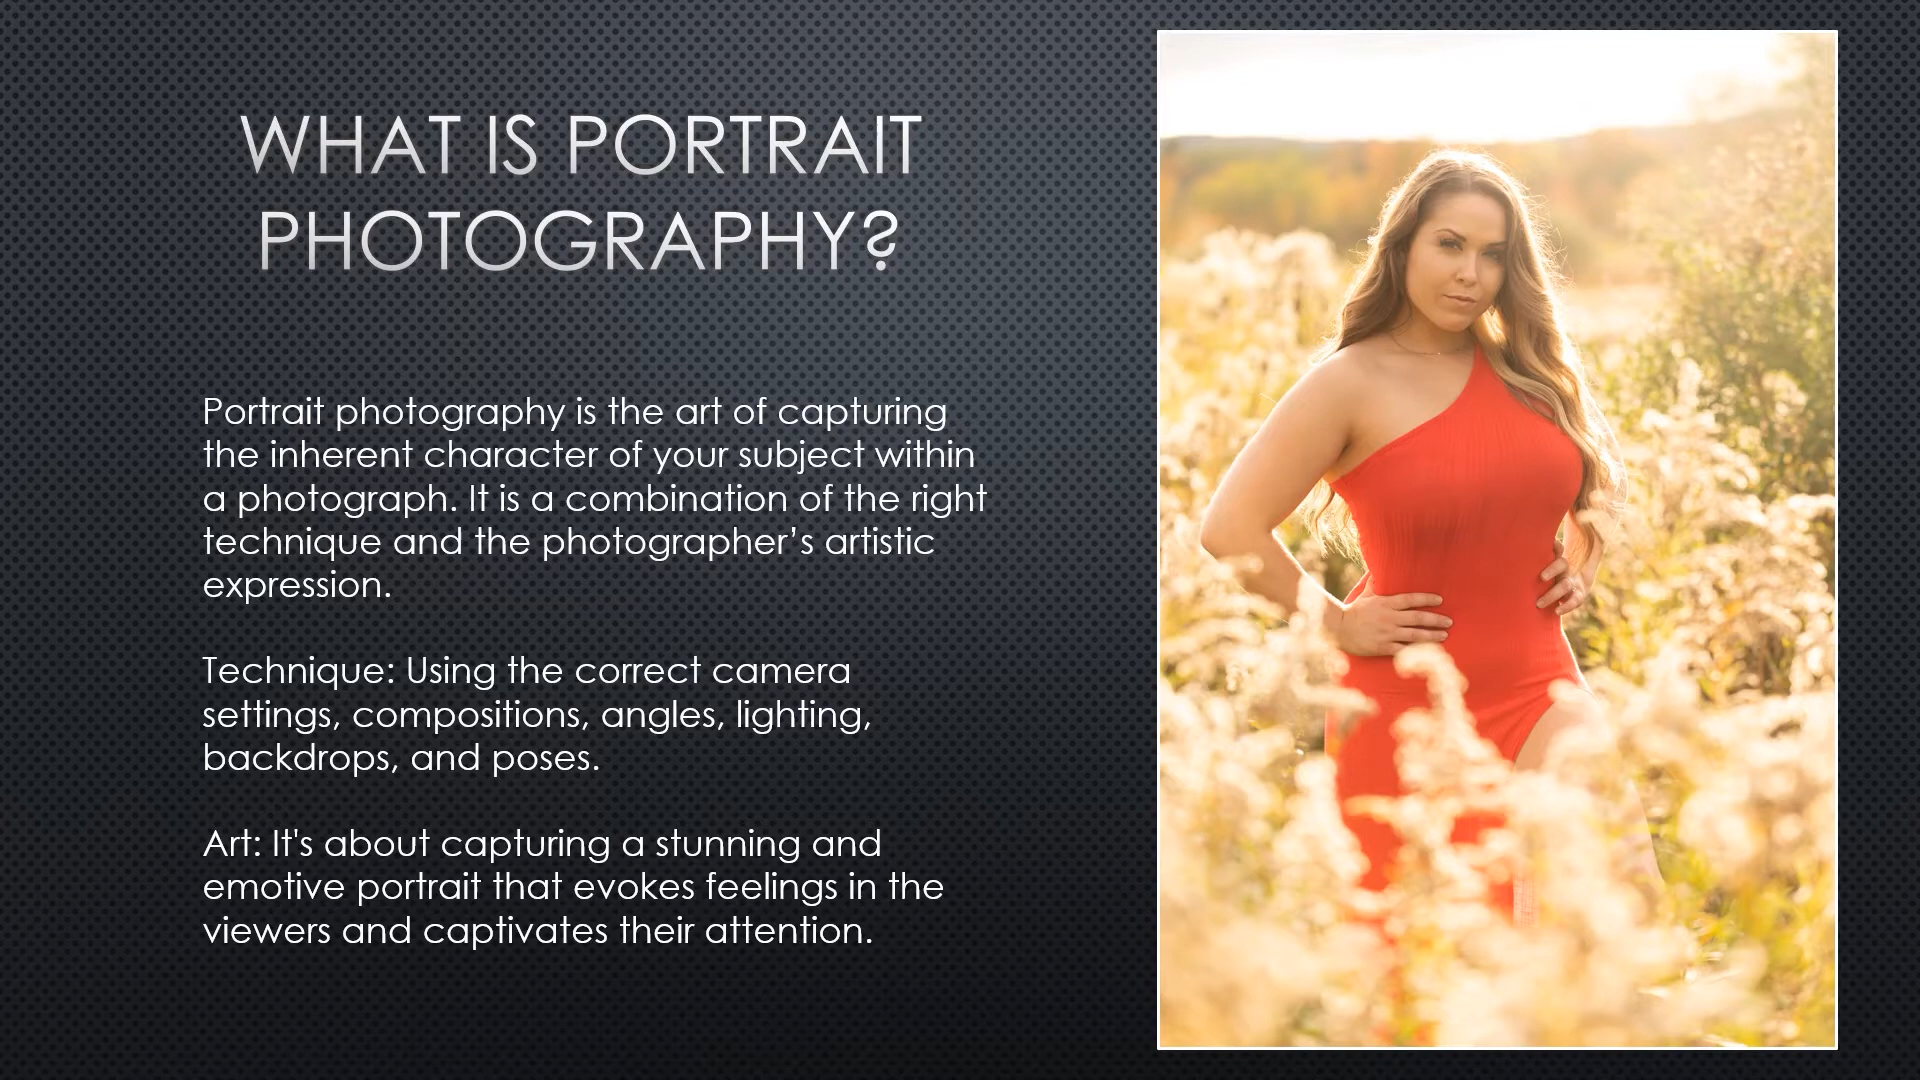 WHAT IS PORTRAIT
PHOTOGRAPHY?
Portrait photography is the art of capturing
the inherent character of your subject within
a photograph. It is a combination of the right
technique and the photographer’s artistic
expression.
Technique: Using the correct camera
settings, compositions, angles, lighting,
backdrops, and poses.
Art: It's about capturing a stunning and
emotive portrait that evokes feelings in the
viewers and captivates their attention.